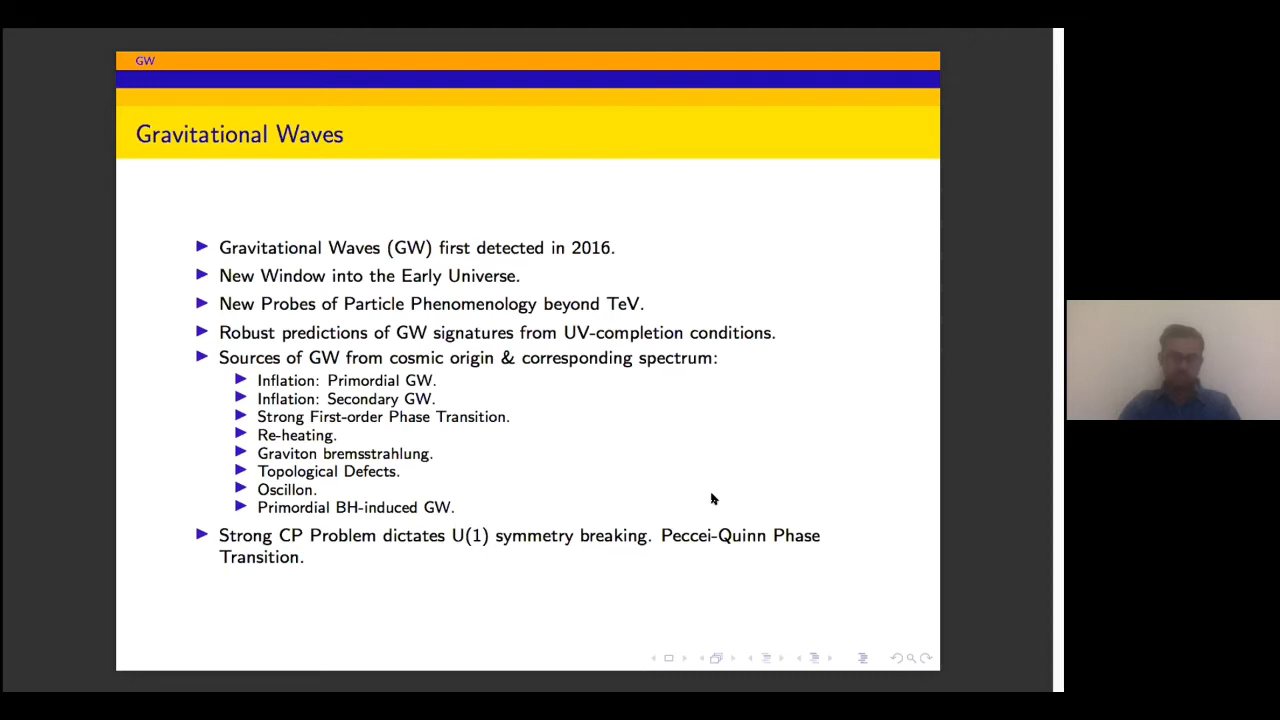 GW
Gravitational Waves
Gravitational Waves (GW) first detected in 2016.
New Window into the Early Universe.
New Probes of Particle Phenomenology beyond TeV.
Robust predictions of GW signatures from UV-completion conditions.
Sources of GW from cosmic origin & corresponding spectrum:
Inflation: Primordial GW.
Inflation: Secondary GW.
Strong First-order Phase Transition.
Re-heating.
Graviton bremsstrahlung.
Topological Defects.
Oscillon.
Primordial BH-induced GW.
Strong CP Problem dictates U(1) symmetry breaking. Peccei-Quinn Phase
Transition.